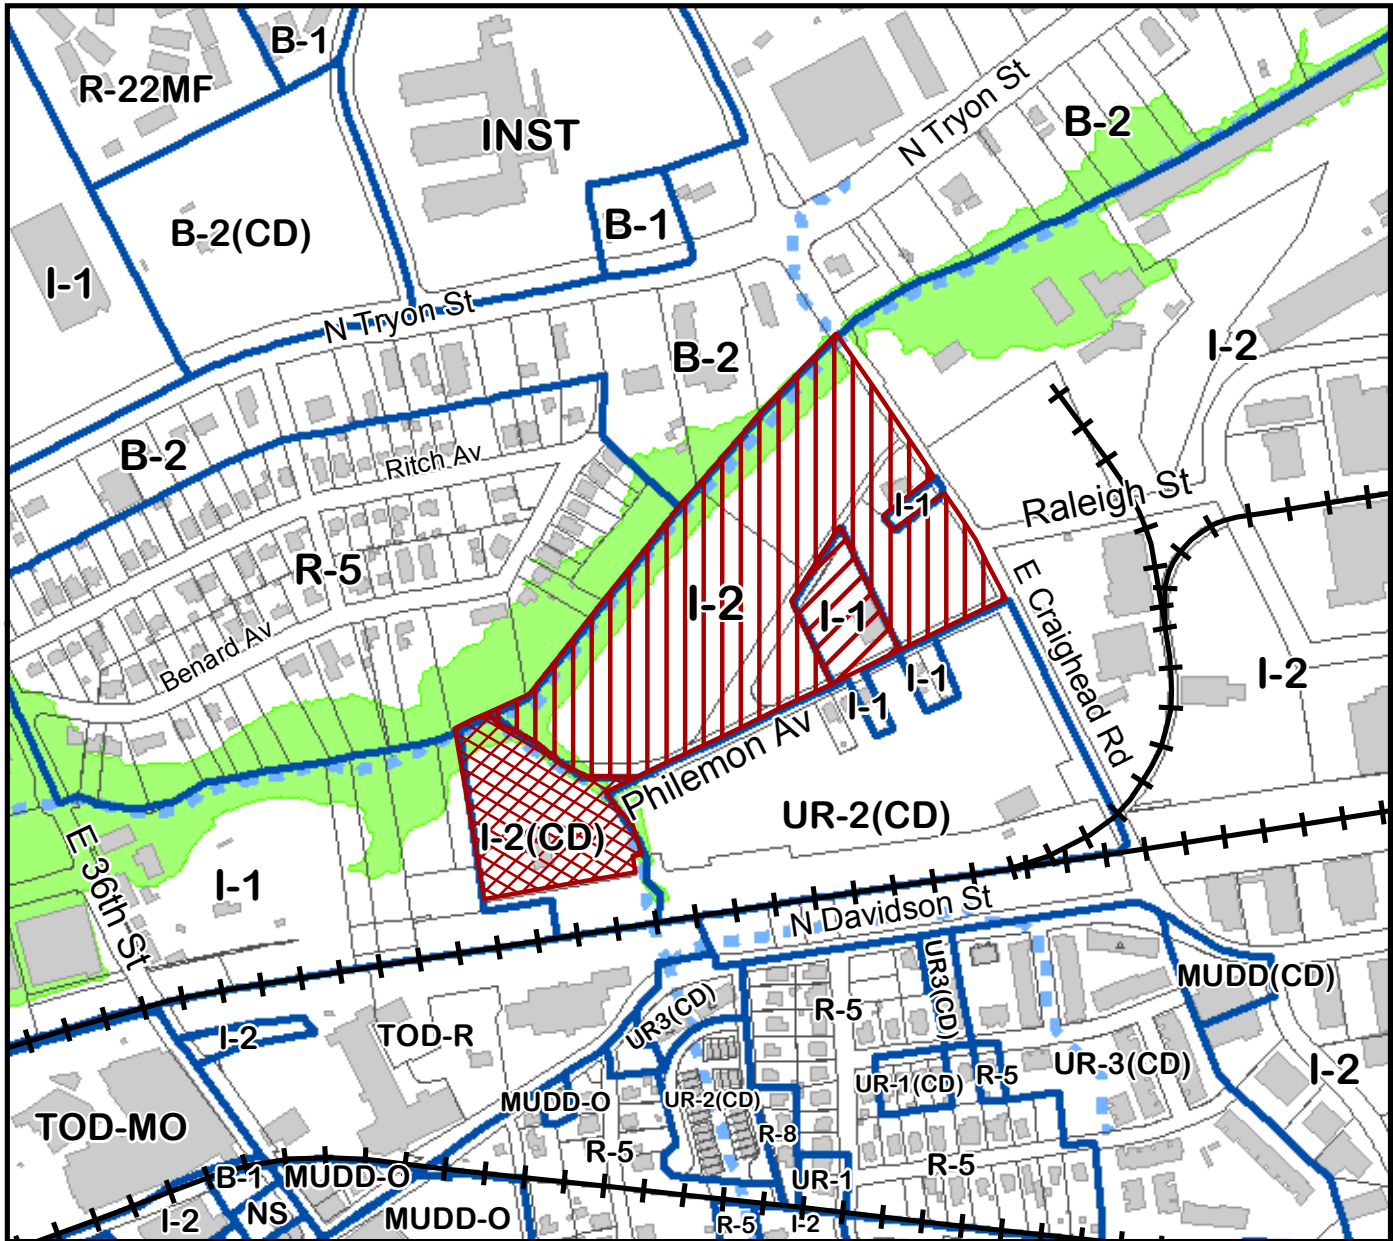 B-1
R-22MF
INST
N Tryon St
B-2
B-2(CD)
B-1
I-1
N Tryon St
B-2
I-2
B-2
Ritch Av
Raleigh St
I-1
R-5
I-2
I-1
E Craighead Rd
Benard Av
I-1
I-1
I-2
Philemon Av
UR-2(CD)
I-2(CD)
E 36th St
I-1
N Davidson St
UR3(CD)
MUDD(CD)
R-5
UR3(CD)
I-2
TOD-R
UR-3(CD)
I-2
UR-1(CD)
R-5
MUDD-O
UR-2(CD)
TOD-MO
R-8
R-5
R-5
B-1
MUDD-O
UR-1
I-2
NS
MUDD-O
R-5
I-2